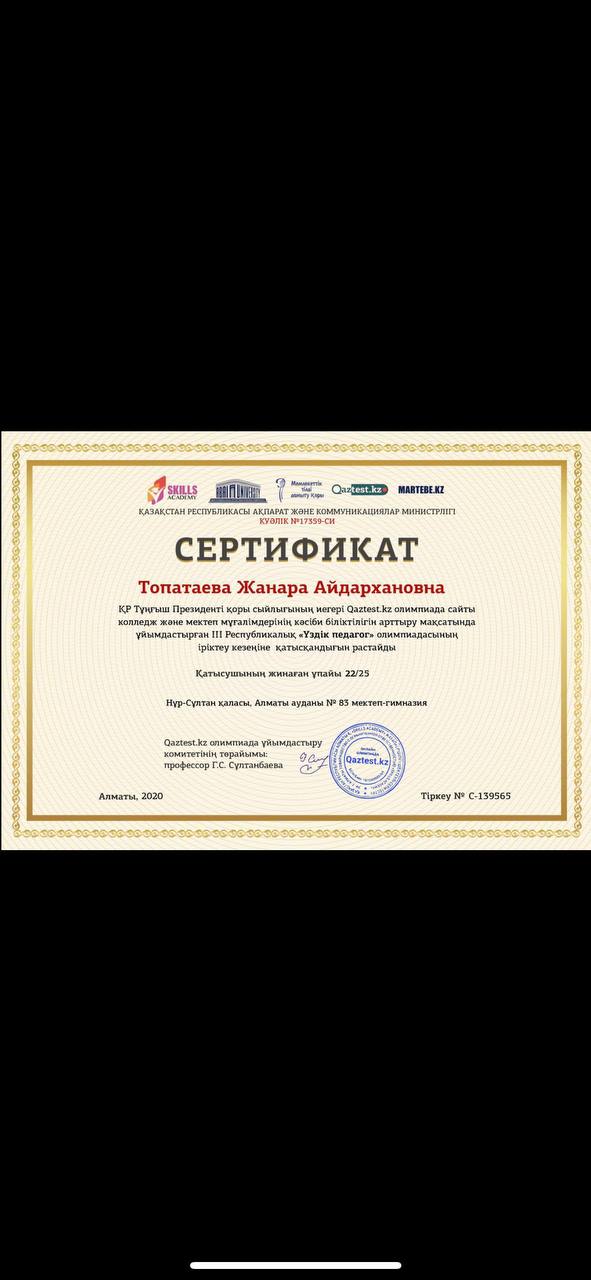 SKILLS
ACADEMY
ABAI UNIVERSITY
Мемлекеттік
тілді
дамыту қоры
Qaztest.kz
MARTEBE.KZ
ҚАЗАҚСТАН РЕСПУБЛИКАСЫ АҚПАРАТ ЖӘНЕ КОММУНИКАЦИЯЛАР МИНИСТРЛІГІ
КУӘЛІК №17359-СИ
СЕРТИФИКАТ
Топатаева Жанара Айдархановна
ҚР Тұңғыш Президенті қоры сыйлығының иегері Qaztest.kz олимпиада сайты
колледж және мектеп мұғалімдерінің кәсіби біліктілігін арттыру мақсатында
ұйымдастырған III Республикалық «Үздік педагог» олимпиадасының
іріктеу кезеңіне қатысқандығын растайды
Қатысушының жинаған ұпайы 22/25
Нұр-Сұлтан қаласы, Алматы ауданы № 83 мектеп-гимназия
Qaztest.kz олимпиада ұйымдастыру
комитетінің төрайымы:
профессор Г.С. Сұлтанбаева
ОНЛАЙН
ОЛИМПИАДА
Qaztest.kz
Алматы, 2020
Тіркеу № С-139565